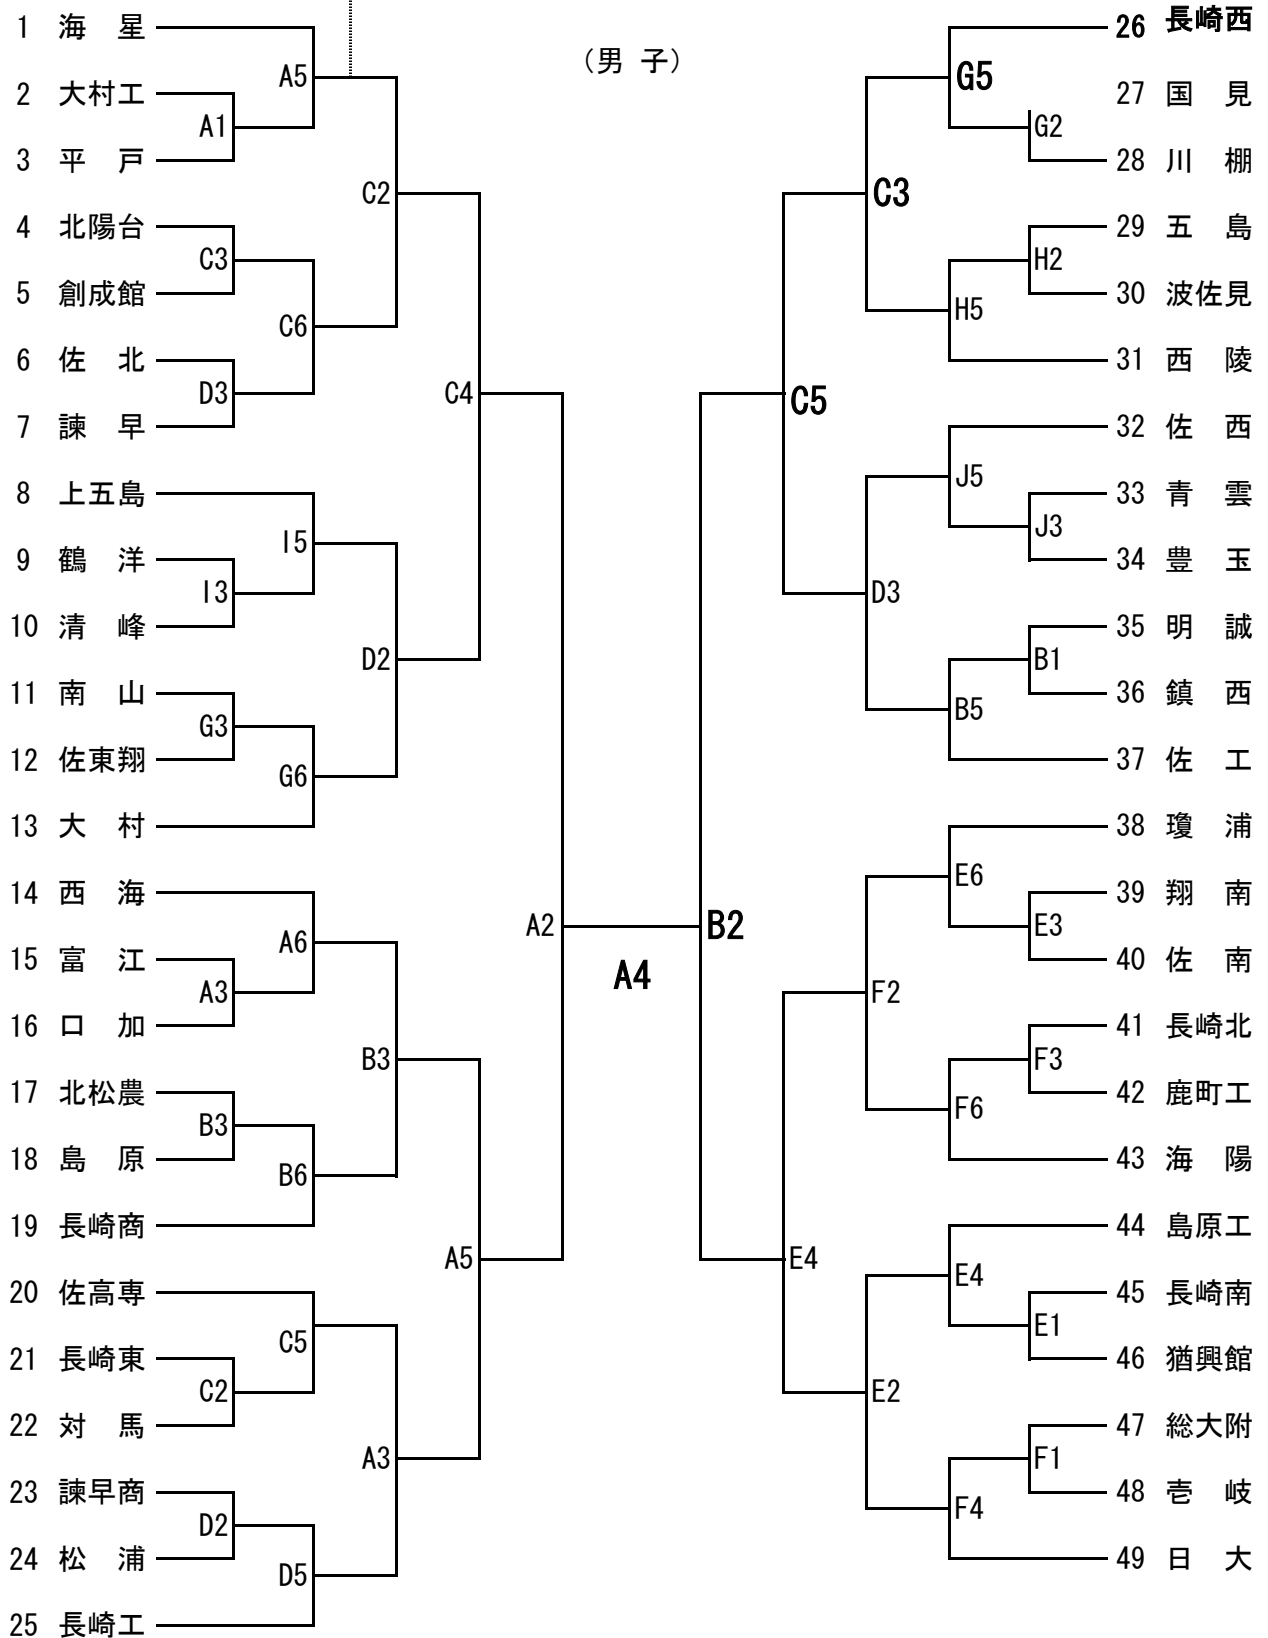 （男 子）
1 海 星
A5
2 大村工
A1
3 平 戸
C2
4 北陽台
C3
5 創成館
C6
6 佐 北
D3
7 諫 早
C4
8 上五島
I5
9 鶴 洋
I3
10 清 峰
D2
11 南 山
G3
12 佐東翔
G6
13 大 村
14 西 海
A6
15 富 江
A3
16 口 加
B3
17 北松農
B3
18 島 原
B6
19 長崎商
A5
20 佐高専
C5
21 長崎東
C2
22 対 馬
A3
23 諫早商
D2
24 松 浦
D5
25 長崎工
A2
A4
B2
26 長崎西
G5
27 国 見
G2
28 川 棚
C3
29 五 島
H2
30 波佐見
H5
31 西 陵
C5
32 佐 西
J5
33 青 雲
J3
34 豊 玉
D3
35 明 誠
B1
36 鎮 西
B5
37 佐 工
38 瓊 浦
E6
39 翔 南
E3
40 佐 南
F2
41 長崎北
F3
42 鹿町工
F6
43 海 陽
E4
44 島原工
E4
45 長崎南
E1
46 猶興館
E2
47 総大附
F1
48 壱 岐
F4
49 日 大